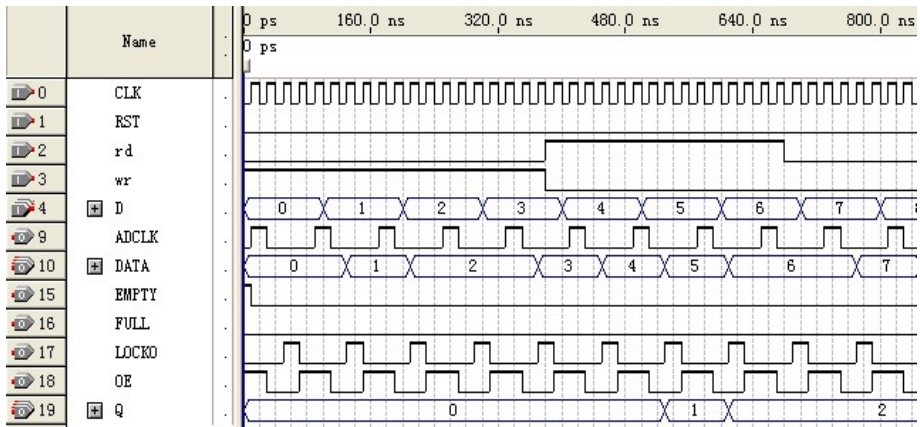 0 ps 160.0 ns 320.0 ns 480.0 ns 640.0 ns 800.0 ns
Name
0 ps
0 CLK
1 RST
2 rd
3 wr
4 D 0 1 2 3 4 5 6 7
9 ADCLK
10 DATA 0 1 2 3 4 5 6 7
15 EMPTY
16 FULL
17 LOCKO
18 OE
19 Q 0 1 2